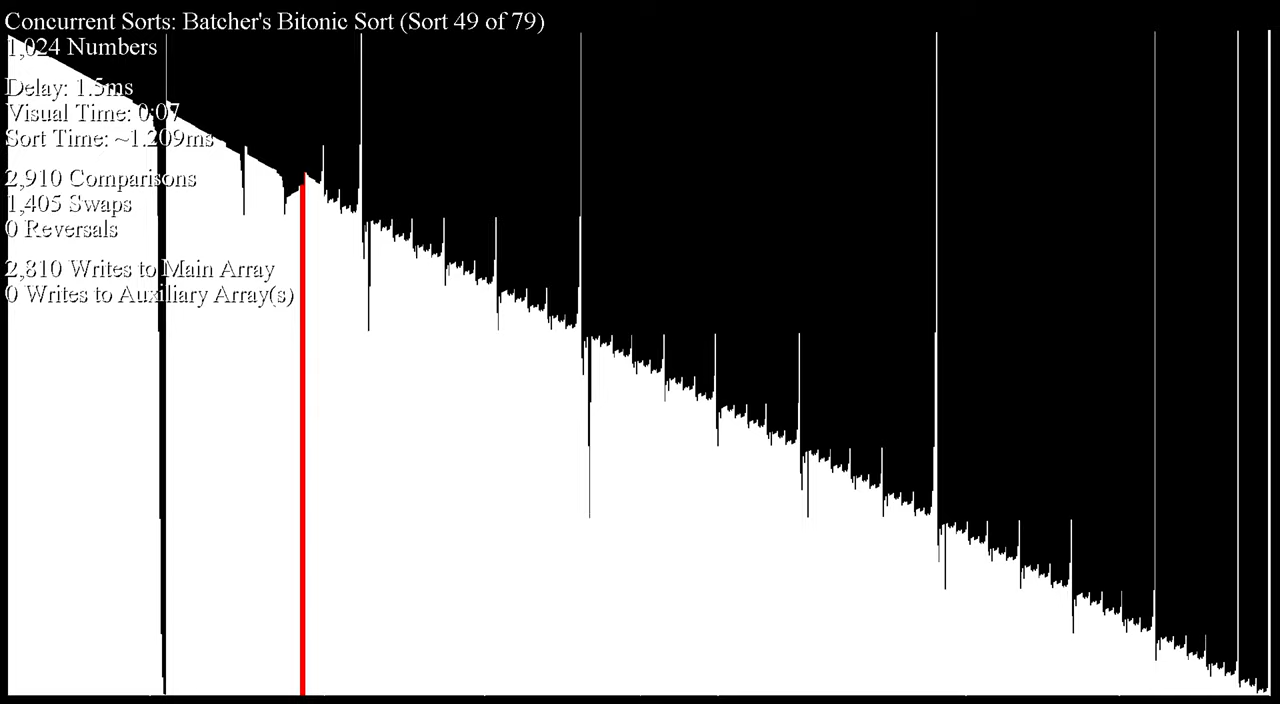 Concurrent Sorts: Batcher's Bitonic Sort (Sort 49 of 79)
1,024 Numbers
Delay: 1.5ms
Visual Time: 0:07
Sort Time: ~1.209ms
2,910 Comparisons
1,405 Swaps
0 Reversals
2,810 Writes to Main Array
0 Writes to Auxiliary Array(s)